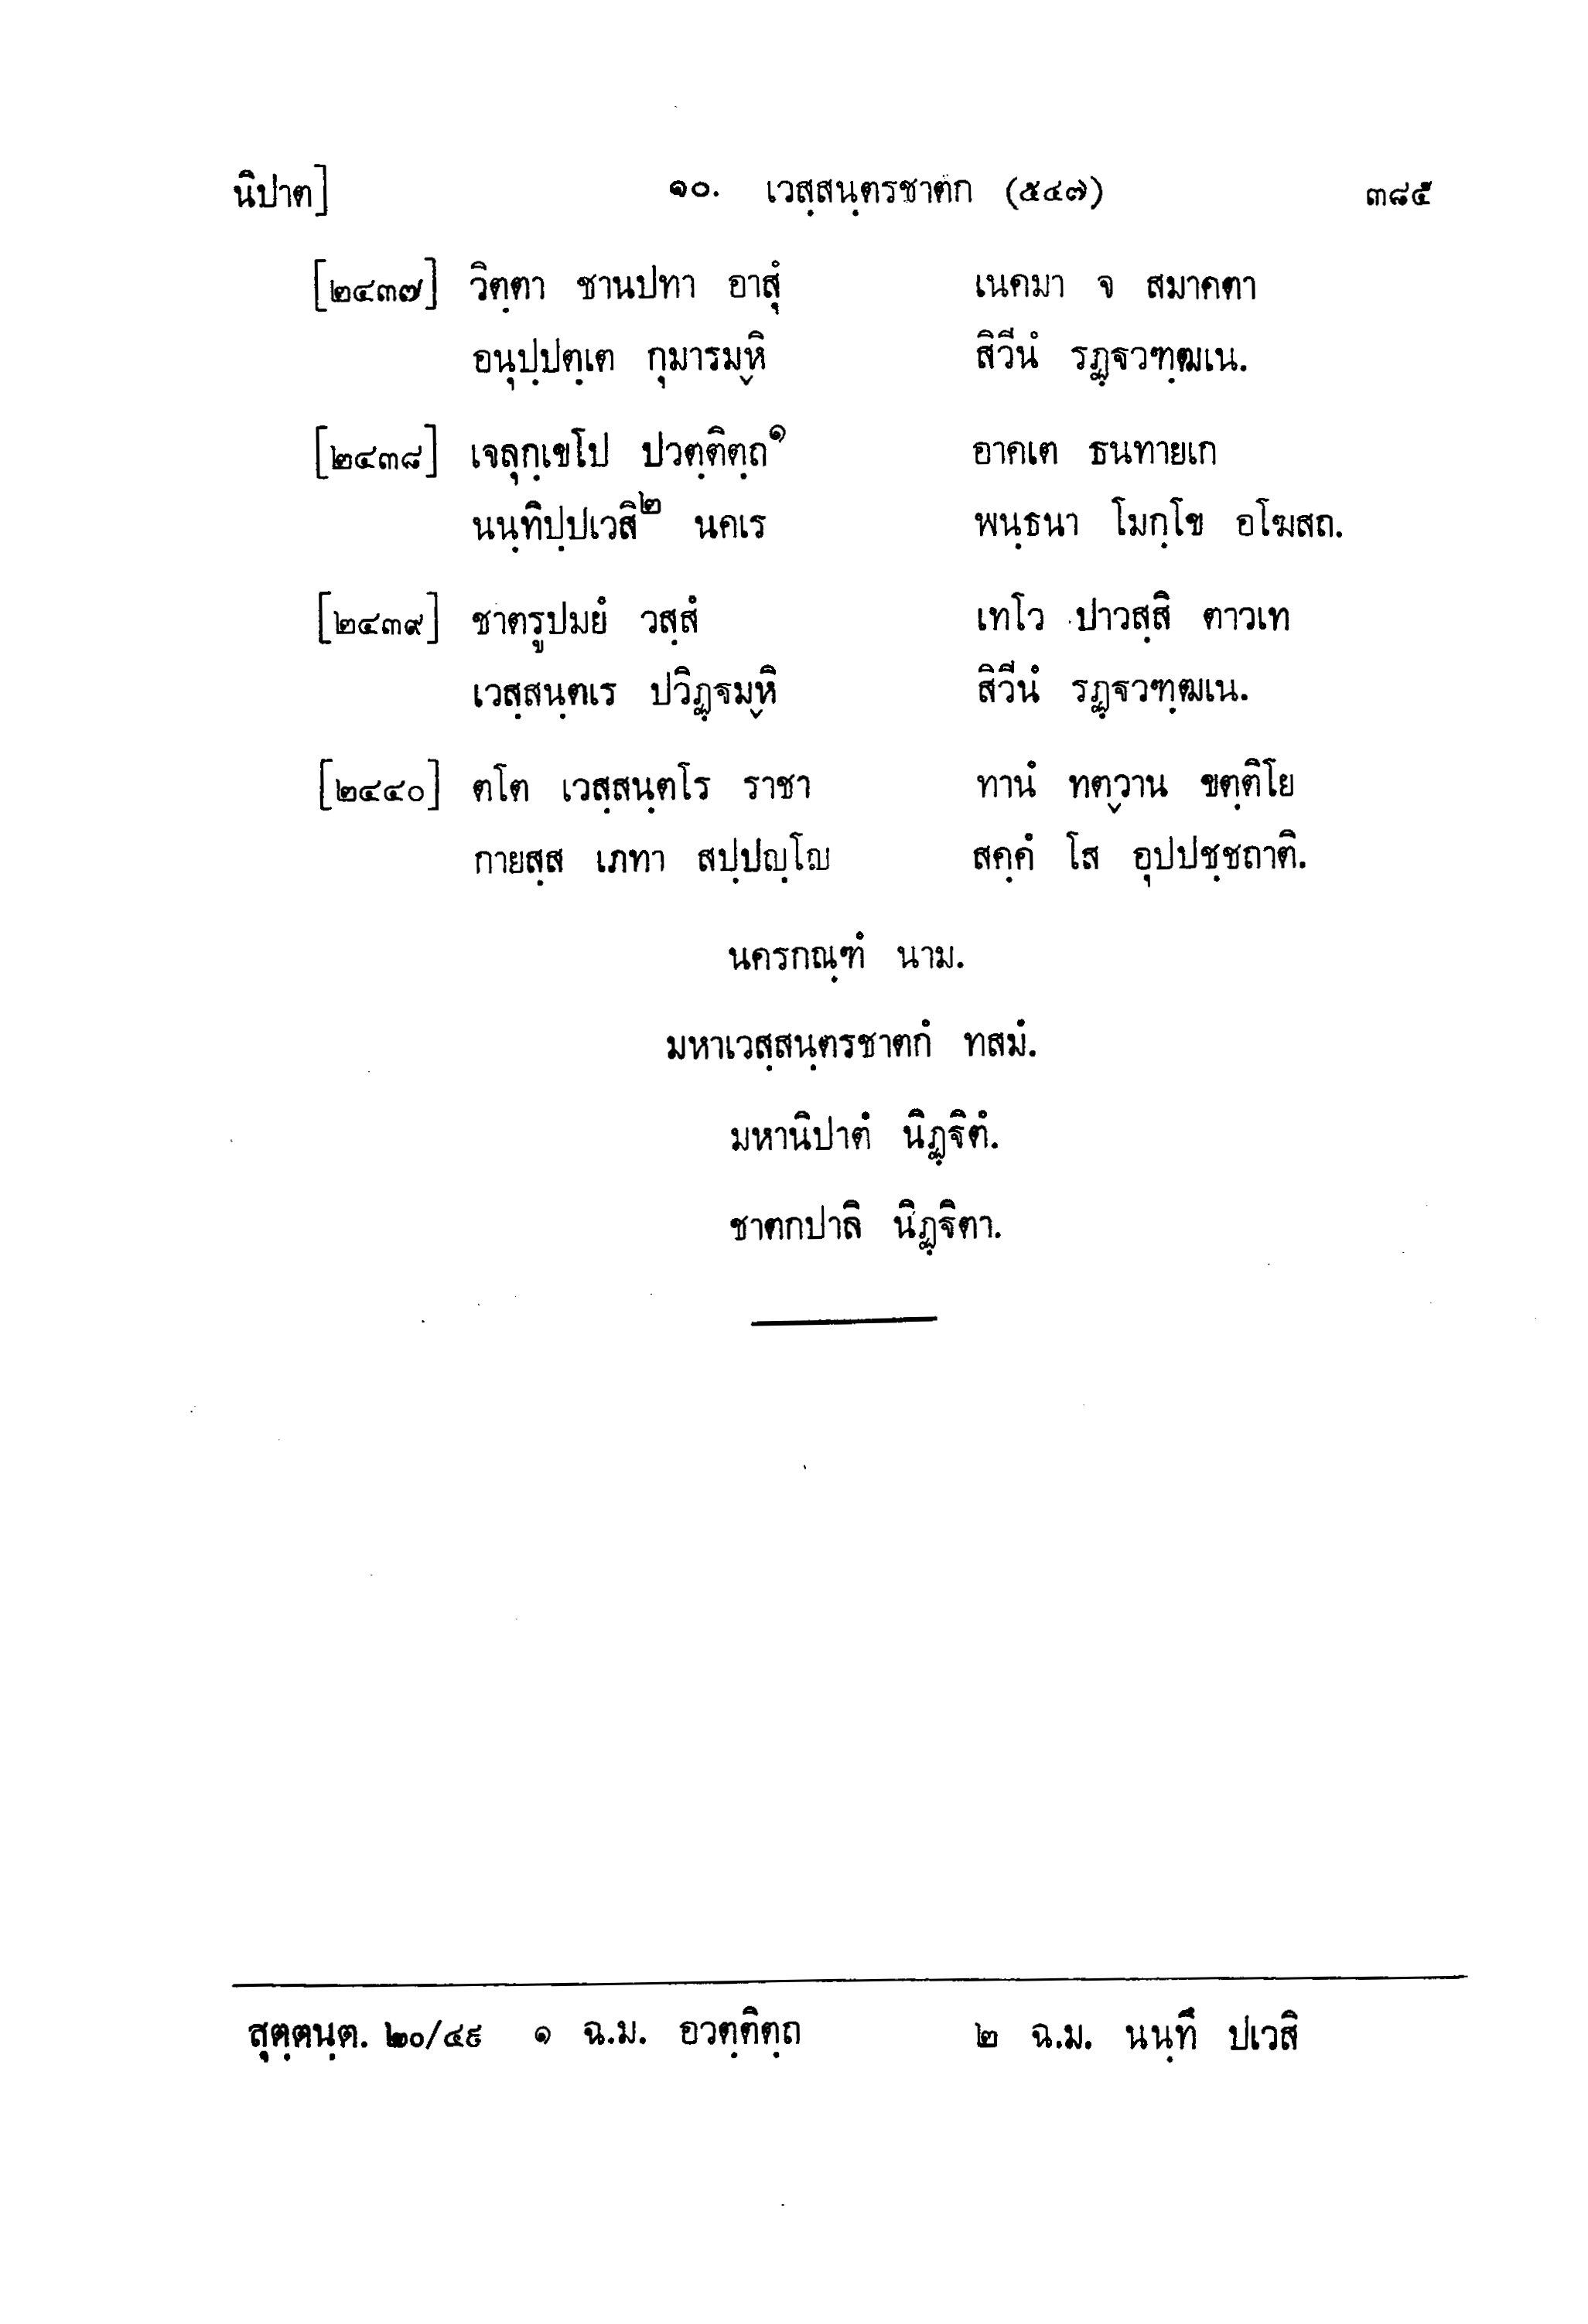 นิปาต] ๑๐. เวสฺสนฺตรชาตก (๕๔๗) ๓๘๕
[๒๔๓๗] วิตฺตา ชานปทา อาสุํ เนคมา จ สมาคตา
อนุปฺปตฺเต กุมารมฺหิ สิวีนํ รฏฺฐวฑฺฒเน.
[๒๔๓๘] เจลุกฺเขโป ปวตฺติตฺถ๑ อาคเต ธนทายเก
นนฺทิปฺปเวสิ๒ นคเร พนฺธนา โมกฺโข อโฆสถ.
[๒๔๓๙] ชาตรูปมยํ วสฺสํ เทโว ปาวสฺสิ ตาวเท
เวสฺสนฺตเร ปวิฏฺฐมฺหิ สิวีนํ รฏฺฐวฑฺฒเน.
[๒๔๔๐] ตโต เวสฺสนฺตโร ราชา ทานํ ทตฺวาน ขตฺติโย
กายสฺส เภทา สปฺปญฺโญ สคฺคํ โส อุปปชฺชถาติ.
นครกณฺฑํ นาม.
มหาเวสฺสนฺตรชาตกํ ทสมํ.
มหานิปาตํ นิฏฺฐิตํ.
ชาตกปาลิ นิฏฺฐิตา.
สุตฺตนฺต. ๒๐/๔๙ ๑ ฉ.ม. อวตฺติตฺถ ๒ ฉ.ม. นนฺทึ ปเวสิ